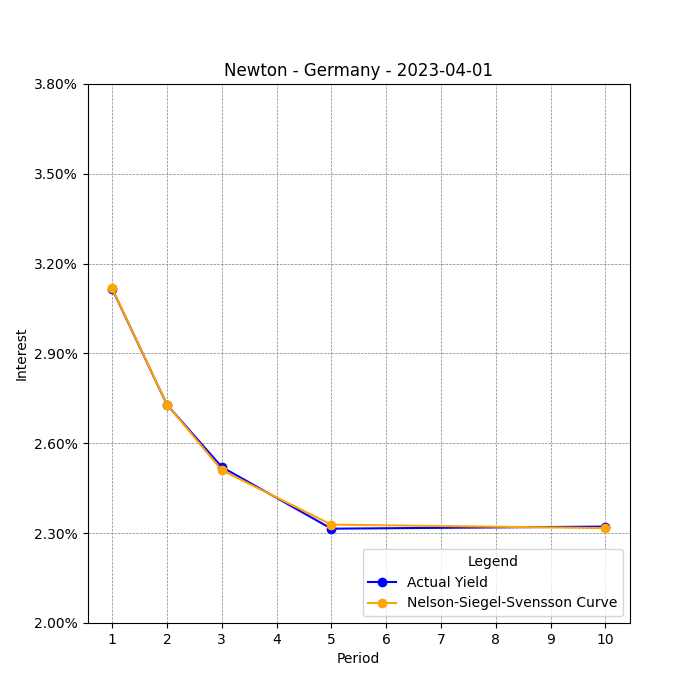 Newton - Germany - 2023-04-01
3.80%
3.50%
3.20%
2.90%
2.60%
2.30%
2.00%
Interest
Legend
Actual Yield
Nelson-Siegel-Svensson Curve
1 2 3 4 5 6 7 8 9 10
Period